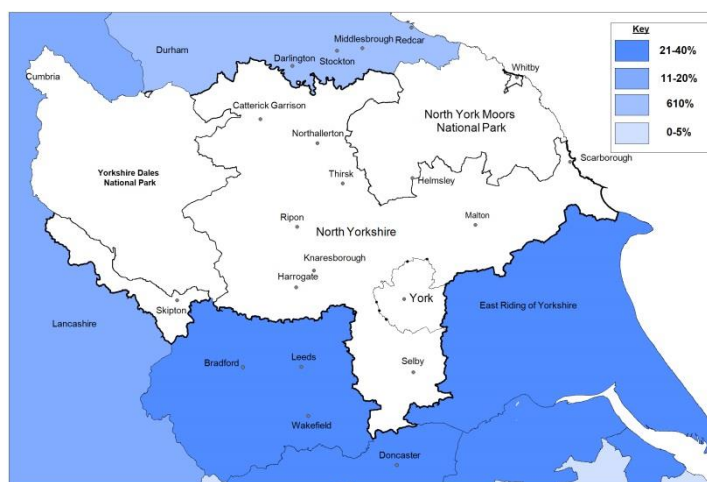 Key
21-40%
11-20%
610%
0-5%
Durham
Middlesbrough
Redcar
Darlington
Stockton
Cumbria
Whitby
Catterick Garrison
North York Moors
National Park
Northallerton
Scarborough
Yorkshire Dales
National Park
Thirsk
Helmsley
Ripon
North Yorkshire
Malton
Knaresborough
Harrogate
York
Skipton
East Riding of Yorkshire
Lancashire
Bradford
Leeds
Selby
Wakefield
Doncaster